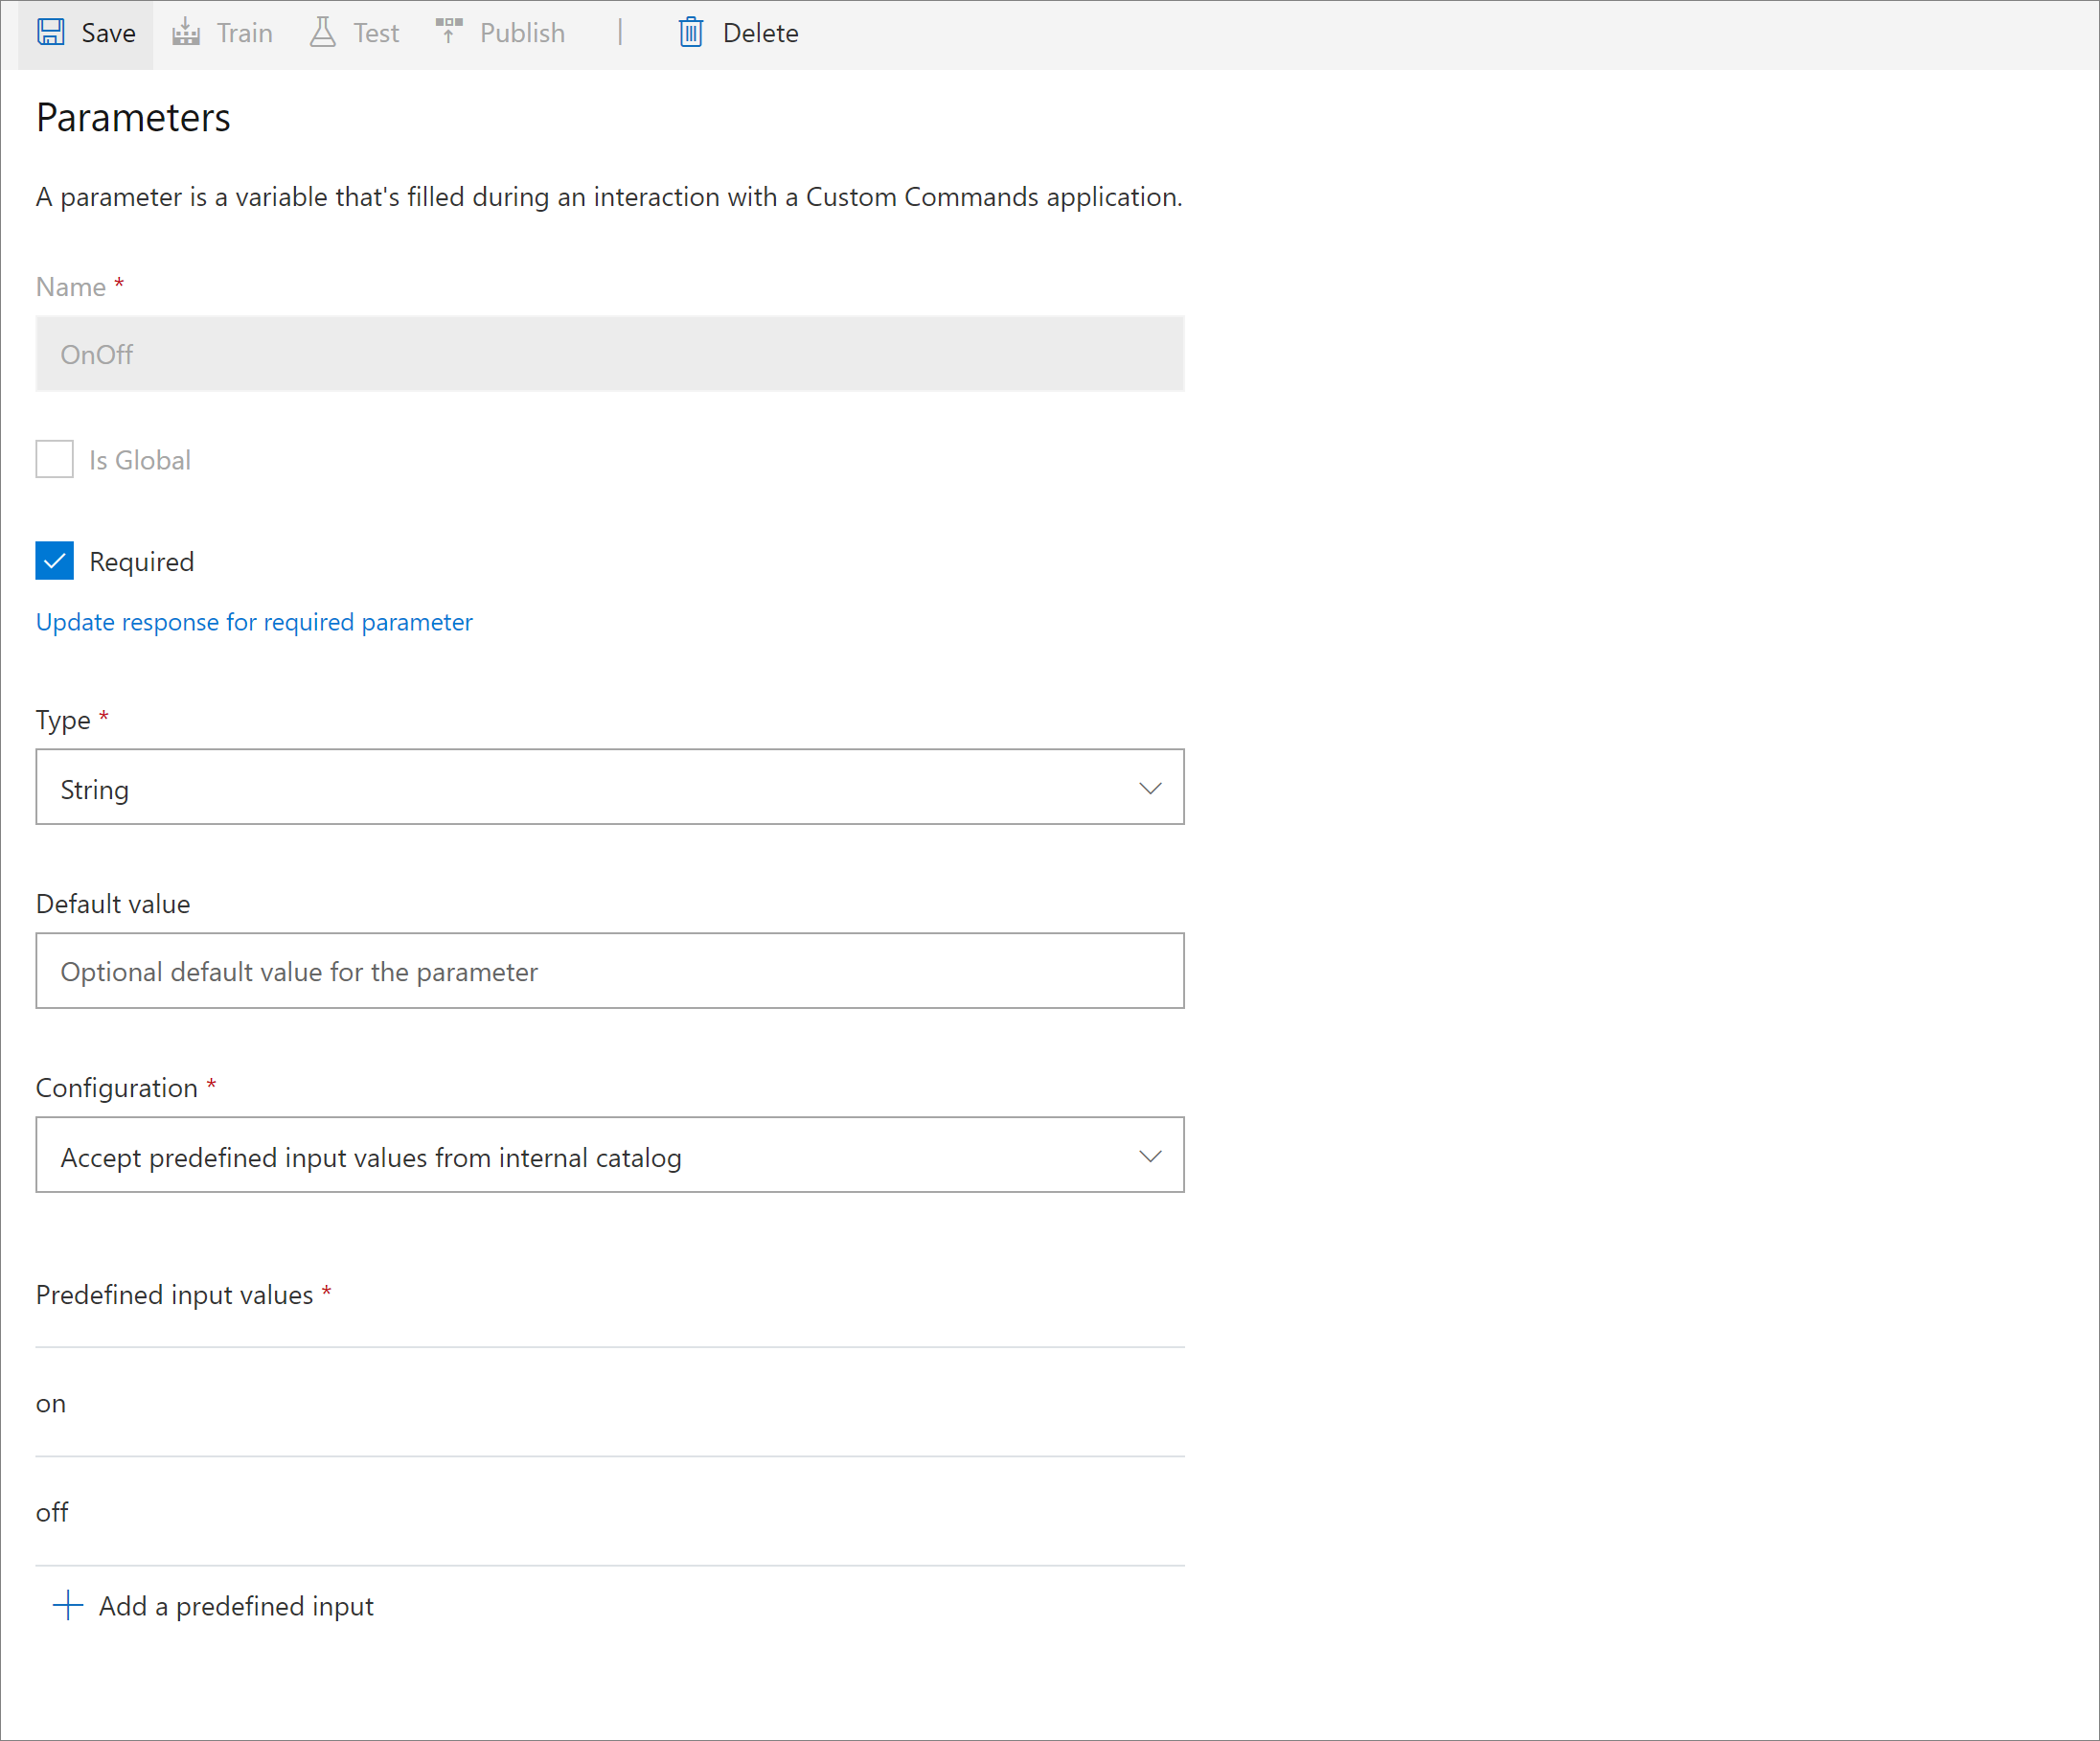 Save Train Test Publish | Delete
Parameters
A parameter is a variable that's filled during an interaction with a Custom Commands application.
Name *
OnOff
Is Global
Required
Update response for required parameter
Type *
String
Default value
Optional default value for the parameter
Configuration *
Accept predefined input values from internal catalog
Predefined input values *
on
off
Add a predefined input